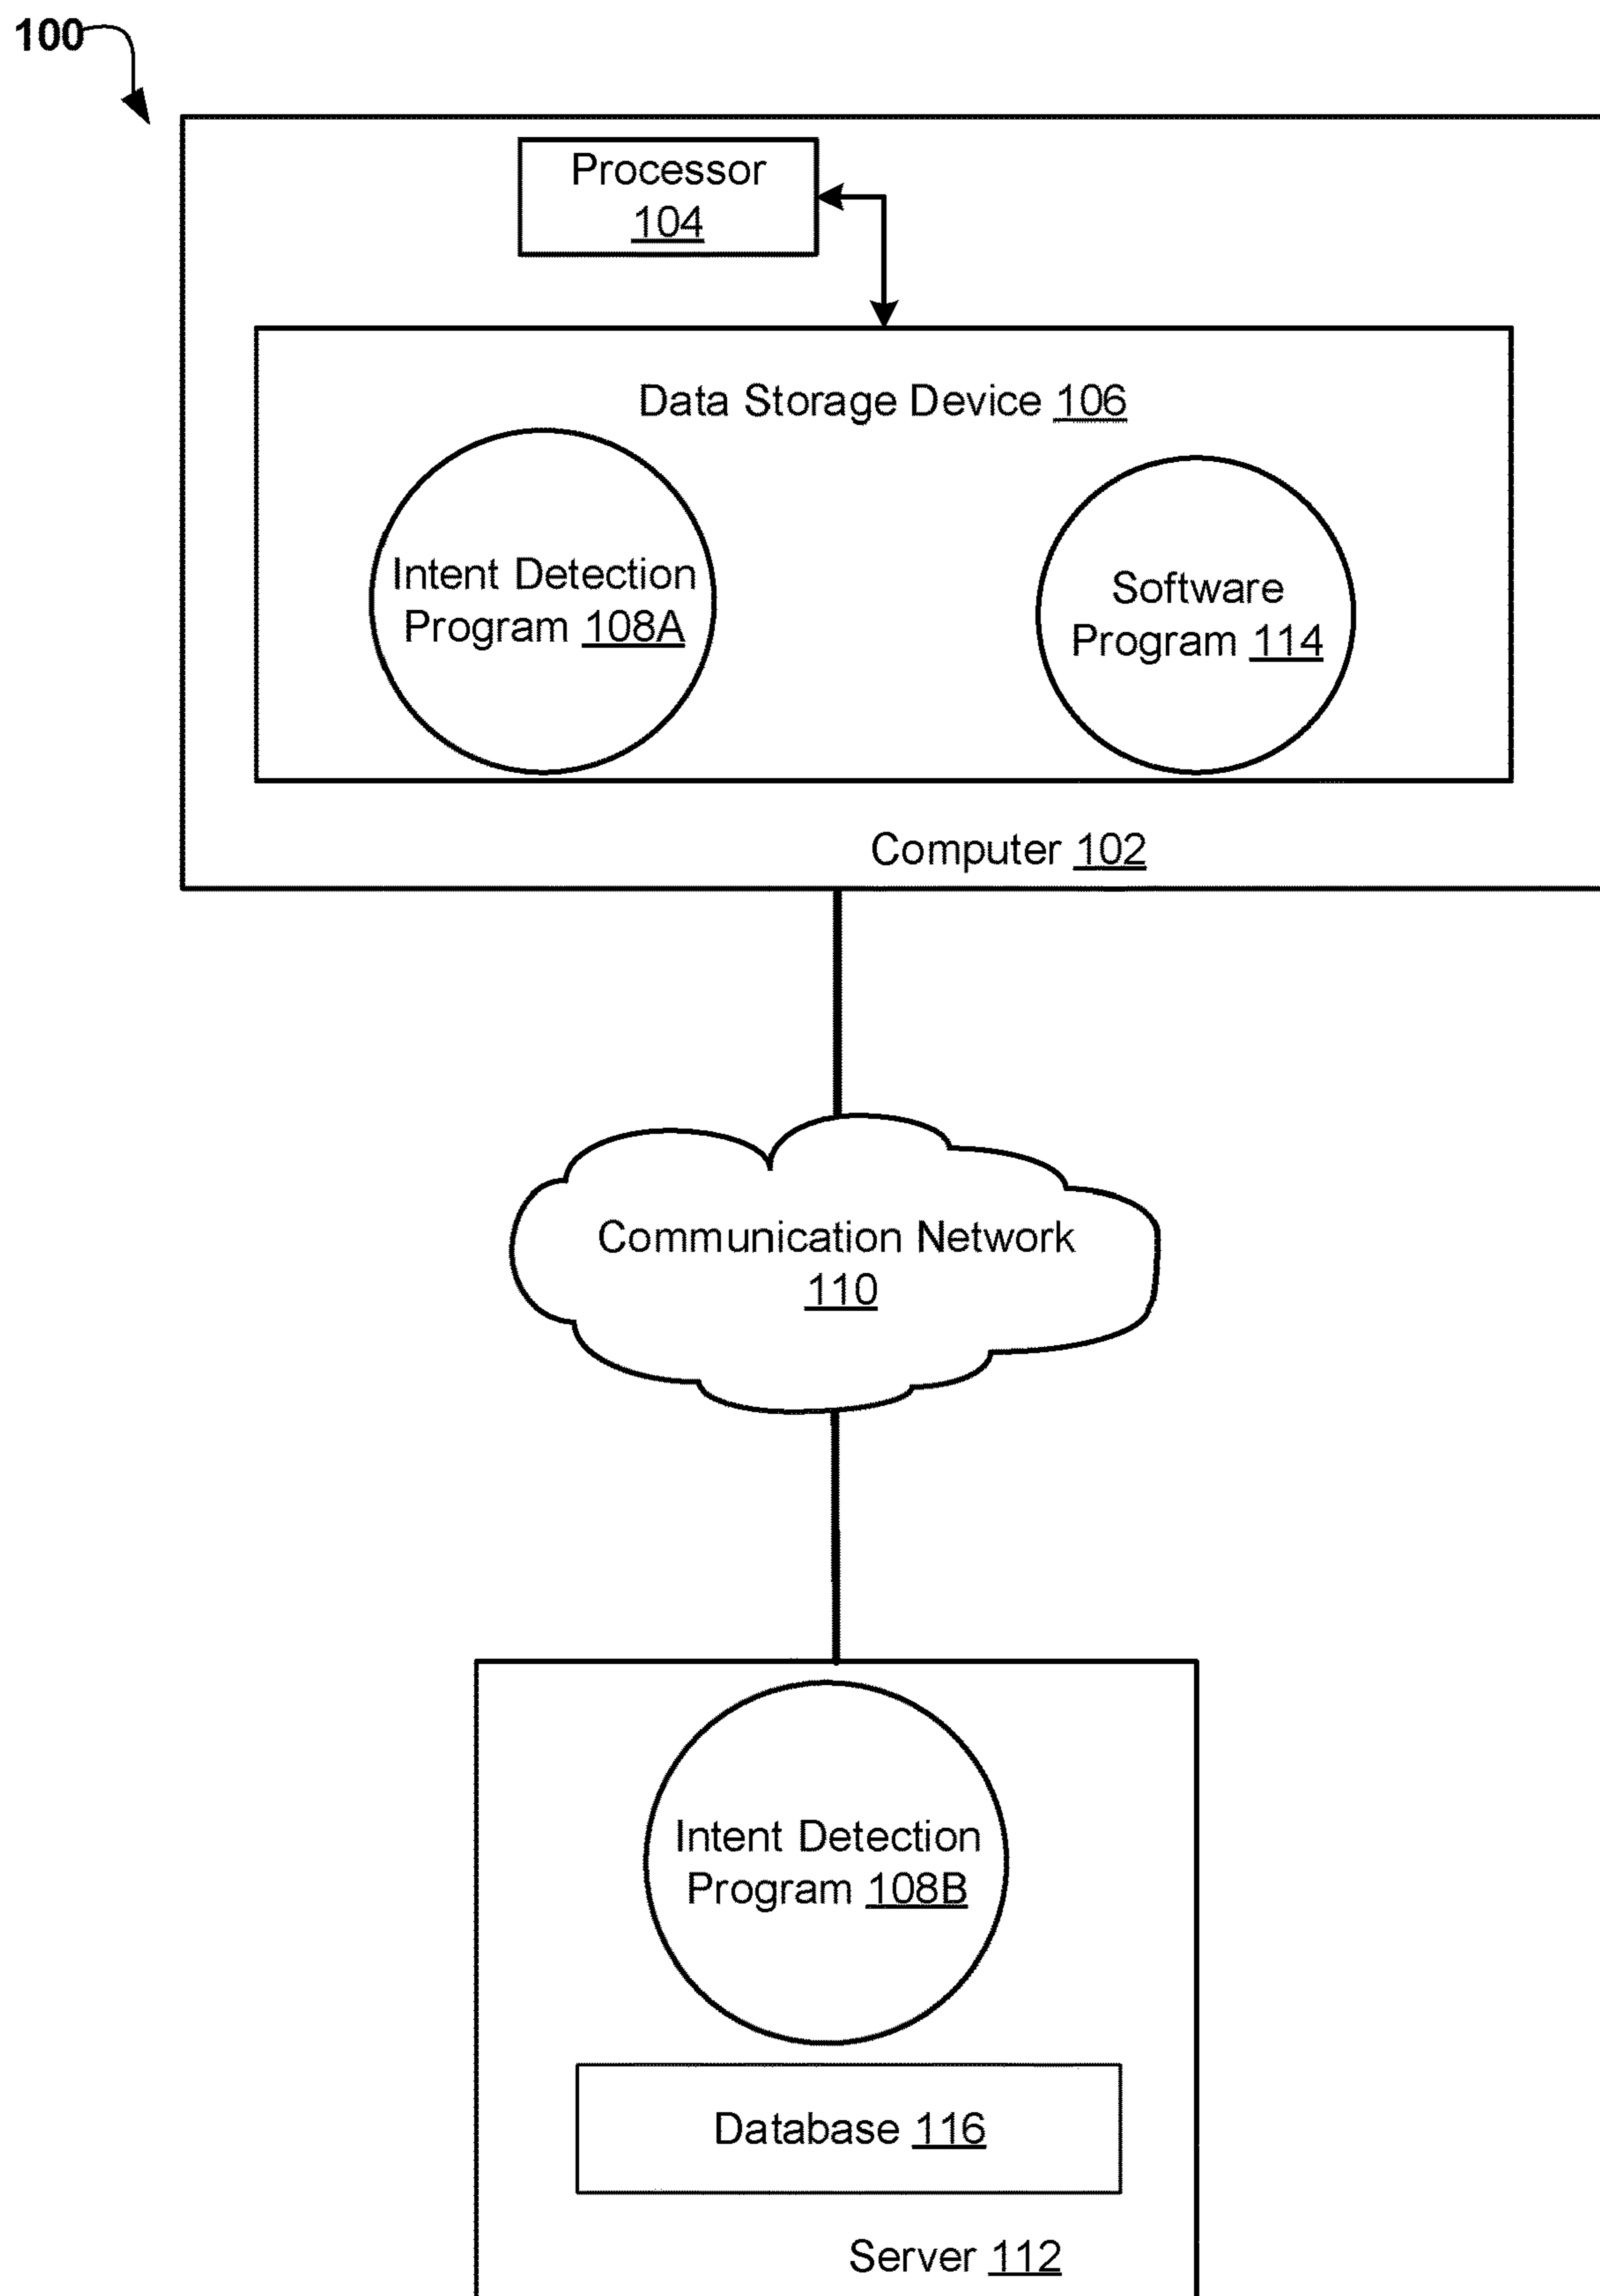 100
Processor
104
Data Storage Device 106
Intent Detection
Program 108A
Software
Program 114
Computer 102
Communication Network
110
Intent Detection
Program 108B
Database 116
Server 112